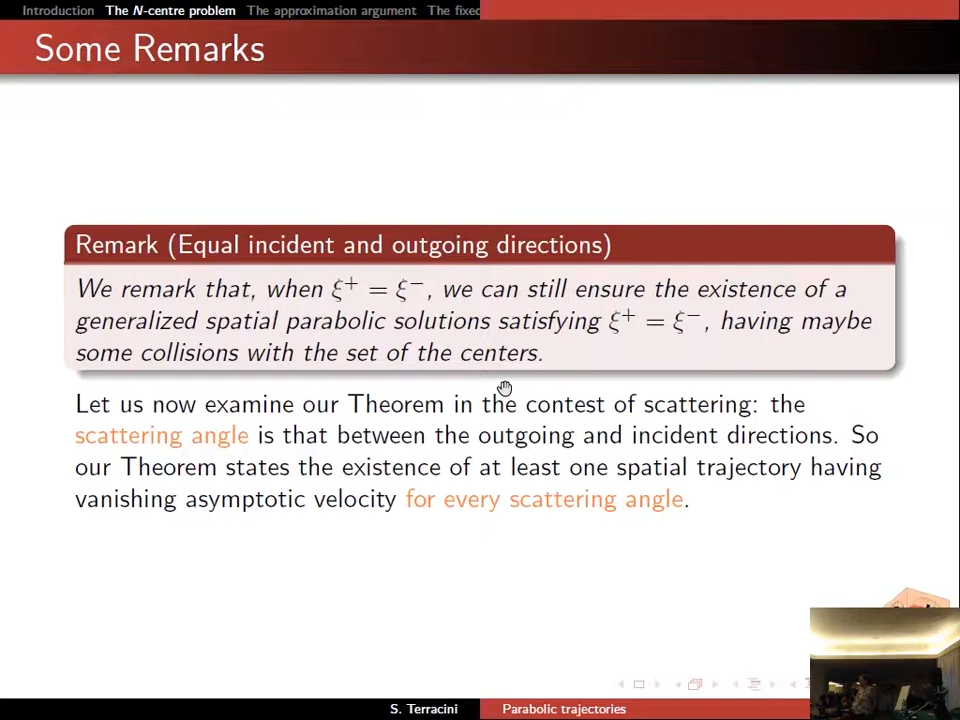 Introduction The N-centre problem The approximation argument The fixed
Some Remarks
Remark (Equal incident and outgoing directions)
We remark that, when ξ⁺ = ξ⁻, we can still ensure the existence of a
generalized spatial parabolic solutions satisfying ξ⁺ = ξ⁻, having maybe
some collisions with the set of the centers.
Let us now examine our Theorem in the contest of scattering: the
scattering angle is that between the outgoing and incident directions. So
our Theorem states the existence of at least one spatial trajectory having
vanishing asymptotic velocity for every scattering angle.
S. Terracini Parabolic trajectories